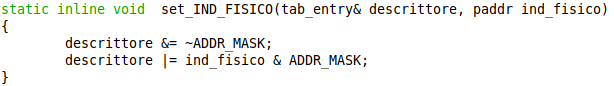 static inline void  set_IND_FISICO(tab_entry& descrittore, paddr ind_fisico)
{
        descrittore &= ~ADDR_MASK;
        descrittore |= ind_fisico & ADDR_MASK;
}